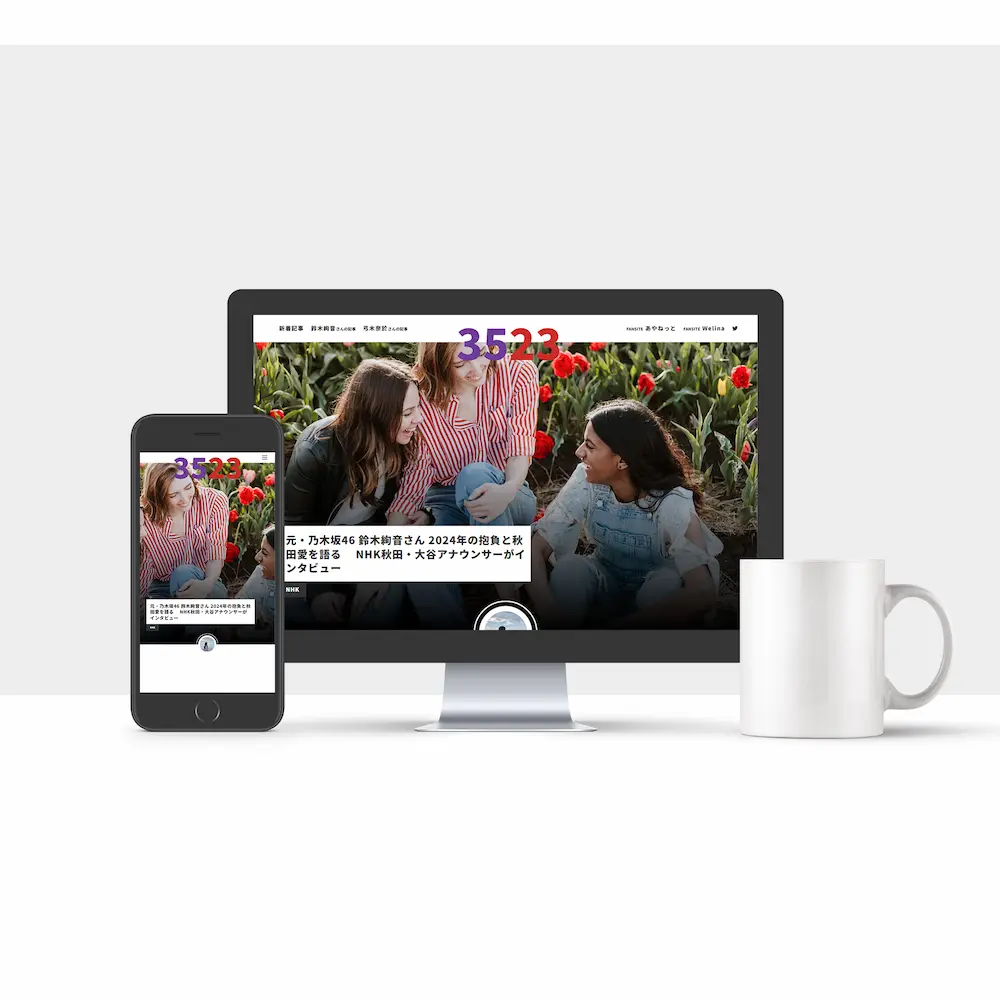 新着記事 鈴木絢音さんの記事 弓木奈於さんの記事 3523 FANSITE あやねっと FANSITE Welina
元・乃木坂46 鈴木絢音さん 2024年の抱負と秋
田愛を語る　NHK秋田・大谷アナウンサーがイ
ンタビュー
NHK
3523
元・乃木坂46 鈴木絢音さん 2024年の抱負と秋
田愛を語る　NHK秋田・大谷アナウンサーが
インタビュー
NHK